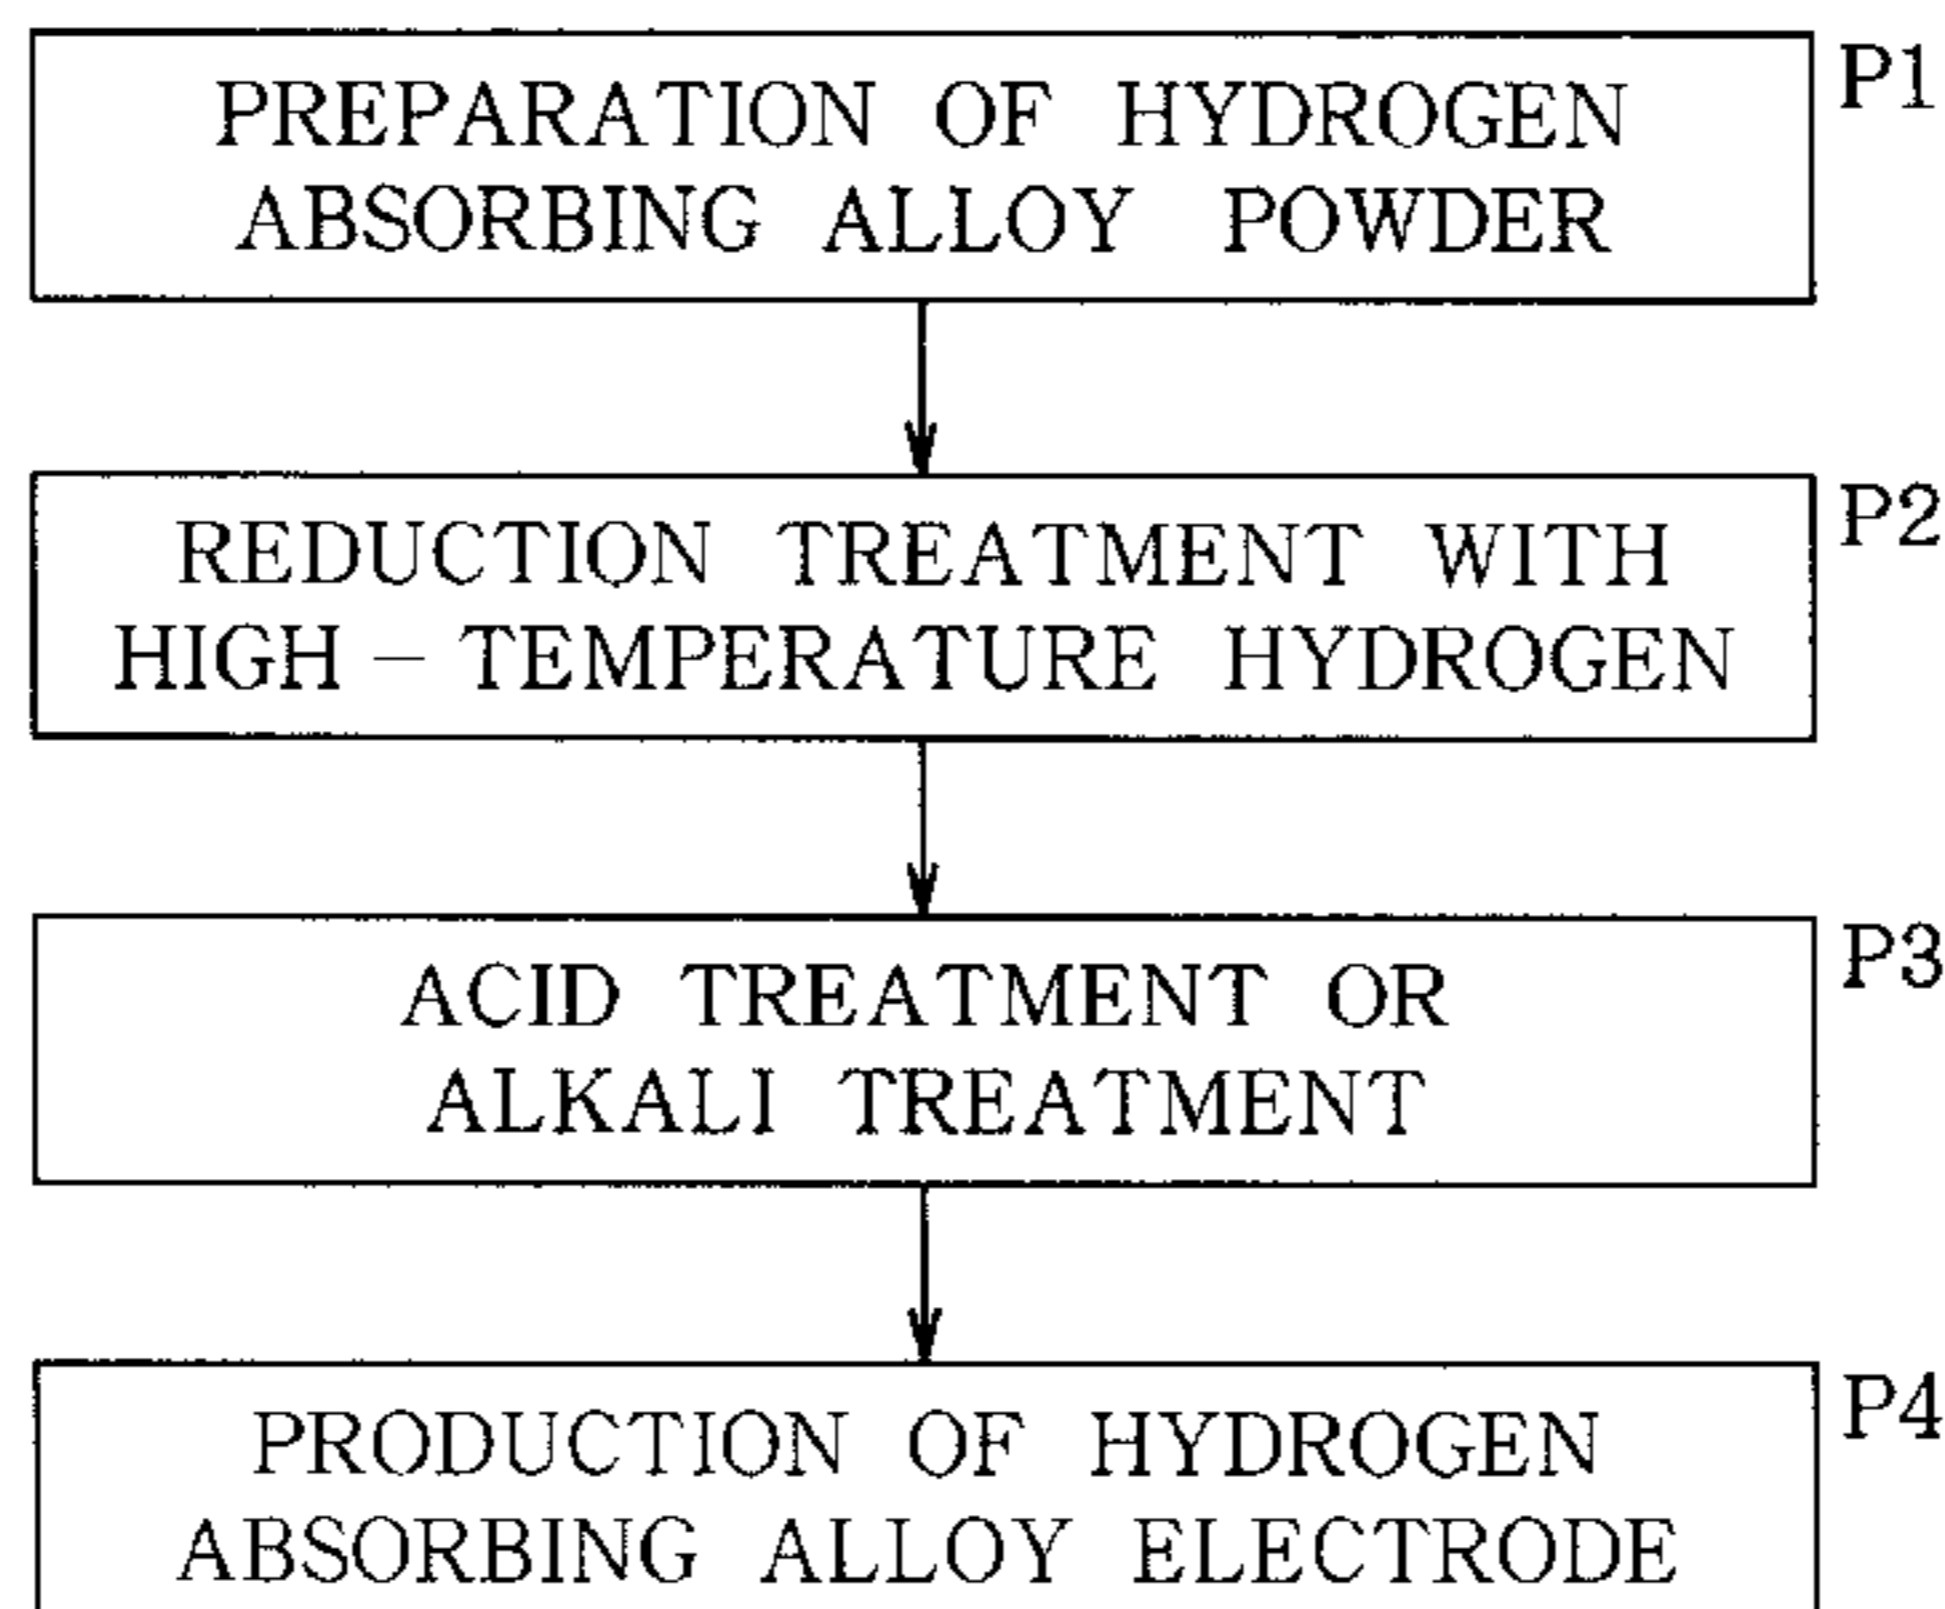 PREPARATION OF HYDROGEN
ABSORBING ALLOY POWDER
P1
REDUCTION TREATMENT WITH
HIGH-TEMPERATURE HYDROGEN
P2
ACID TREATMENT OR
ALKALI TREATMENT
P3
PRODUCTION OF HYDROGEN
ABSORBING ALLOY ELECTRODE
P4